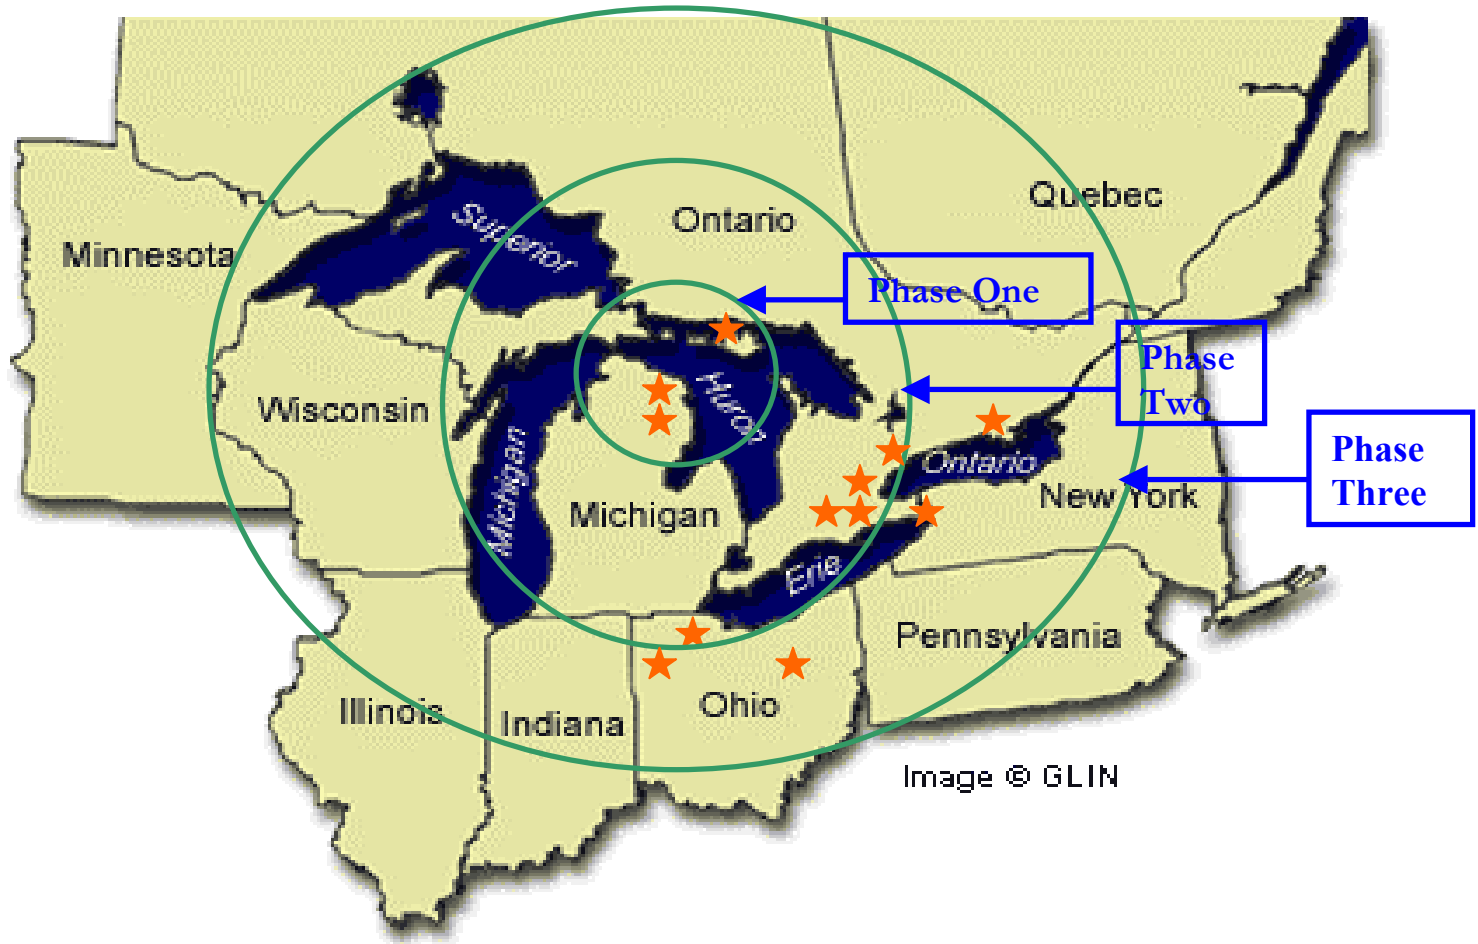 Quebec
Ontario
Superior
Minnesota
Phase One
Phase
Two
Huron
Wisconsin
Michigan
Ontario
Phase
Three
New York
Michigan
Erie
Pennsylvania
Illinois
Indiana
Ohio
Image © GLIN